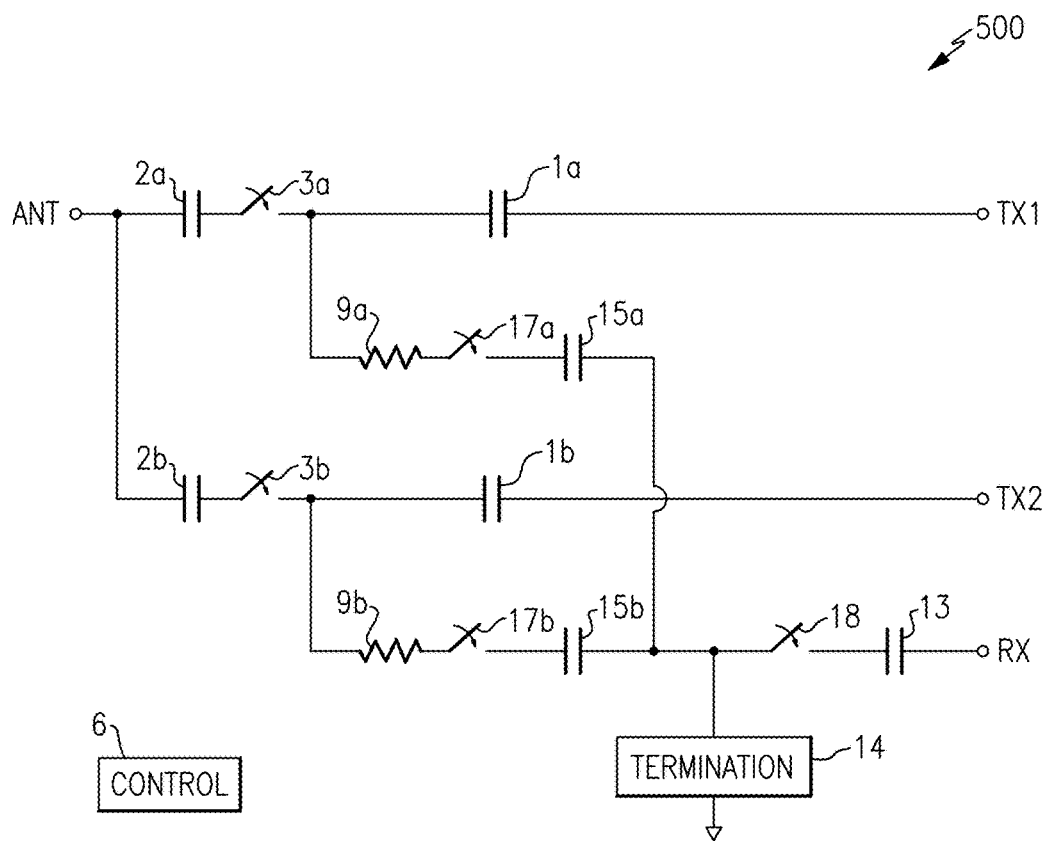 500
2a
3a
1a
ANT
TX1
9a
17a
15a
2b
3b
1b
TX2
9b
17b
15b
18
13
RX
6
CONTROL
TERMINATION
14